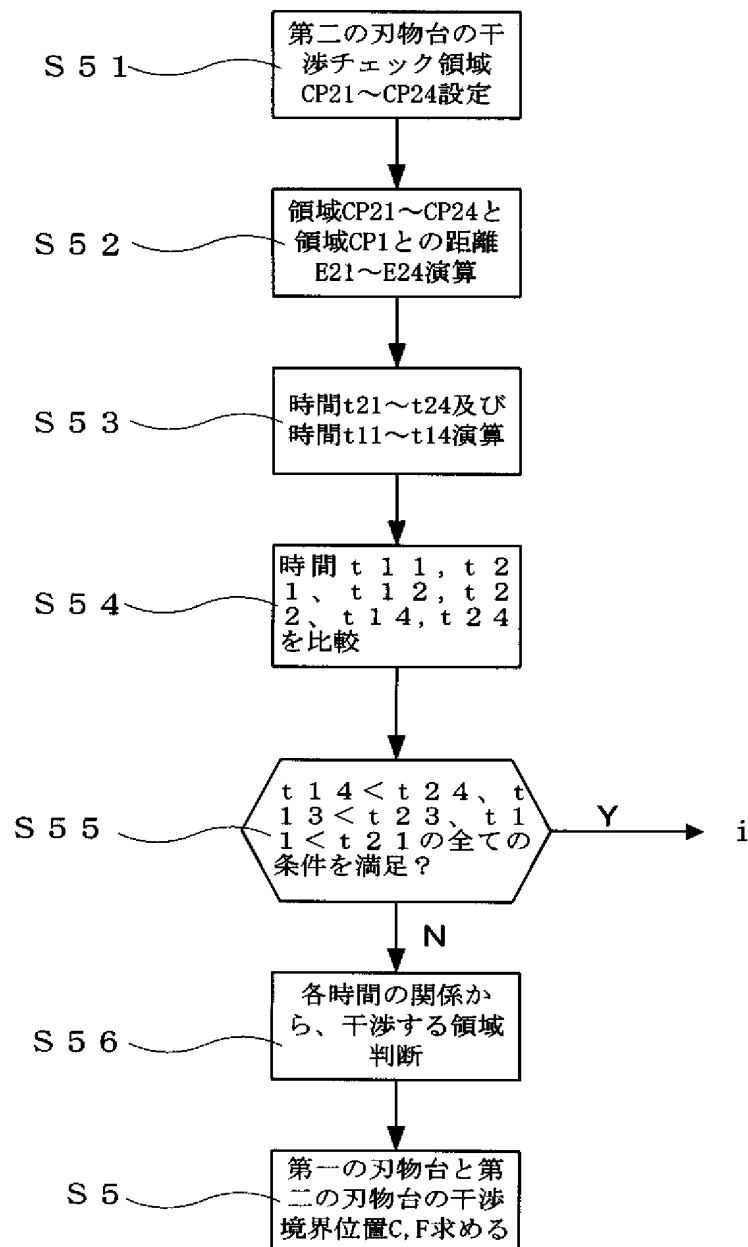 S51
第二の刃物台の干
渉チェック領域
CP21～CP24設定
S52
領域CP21～CP24と
領域CP1との距離
E21～E24演算
S53
時間t21～t24及び
時間t11～t14演算
S54
時間t11,t2
1、t12,t2
2、t14,t24
を比較
S55
t14＜t24、t
13＜t23、t1
1＜t21の全ての
条件を満足？
Y
i
N
S56
各時間の関係か
ら、干渉する領域
判断
S5
第一の刃物台と第
二の刃物台の干渉
境界位置C,F求める